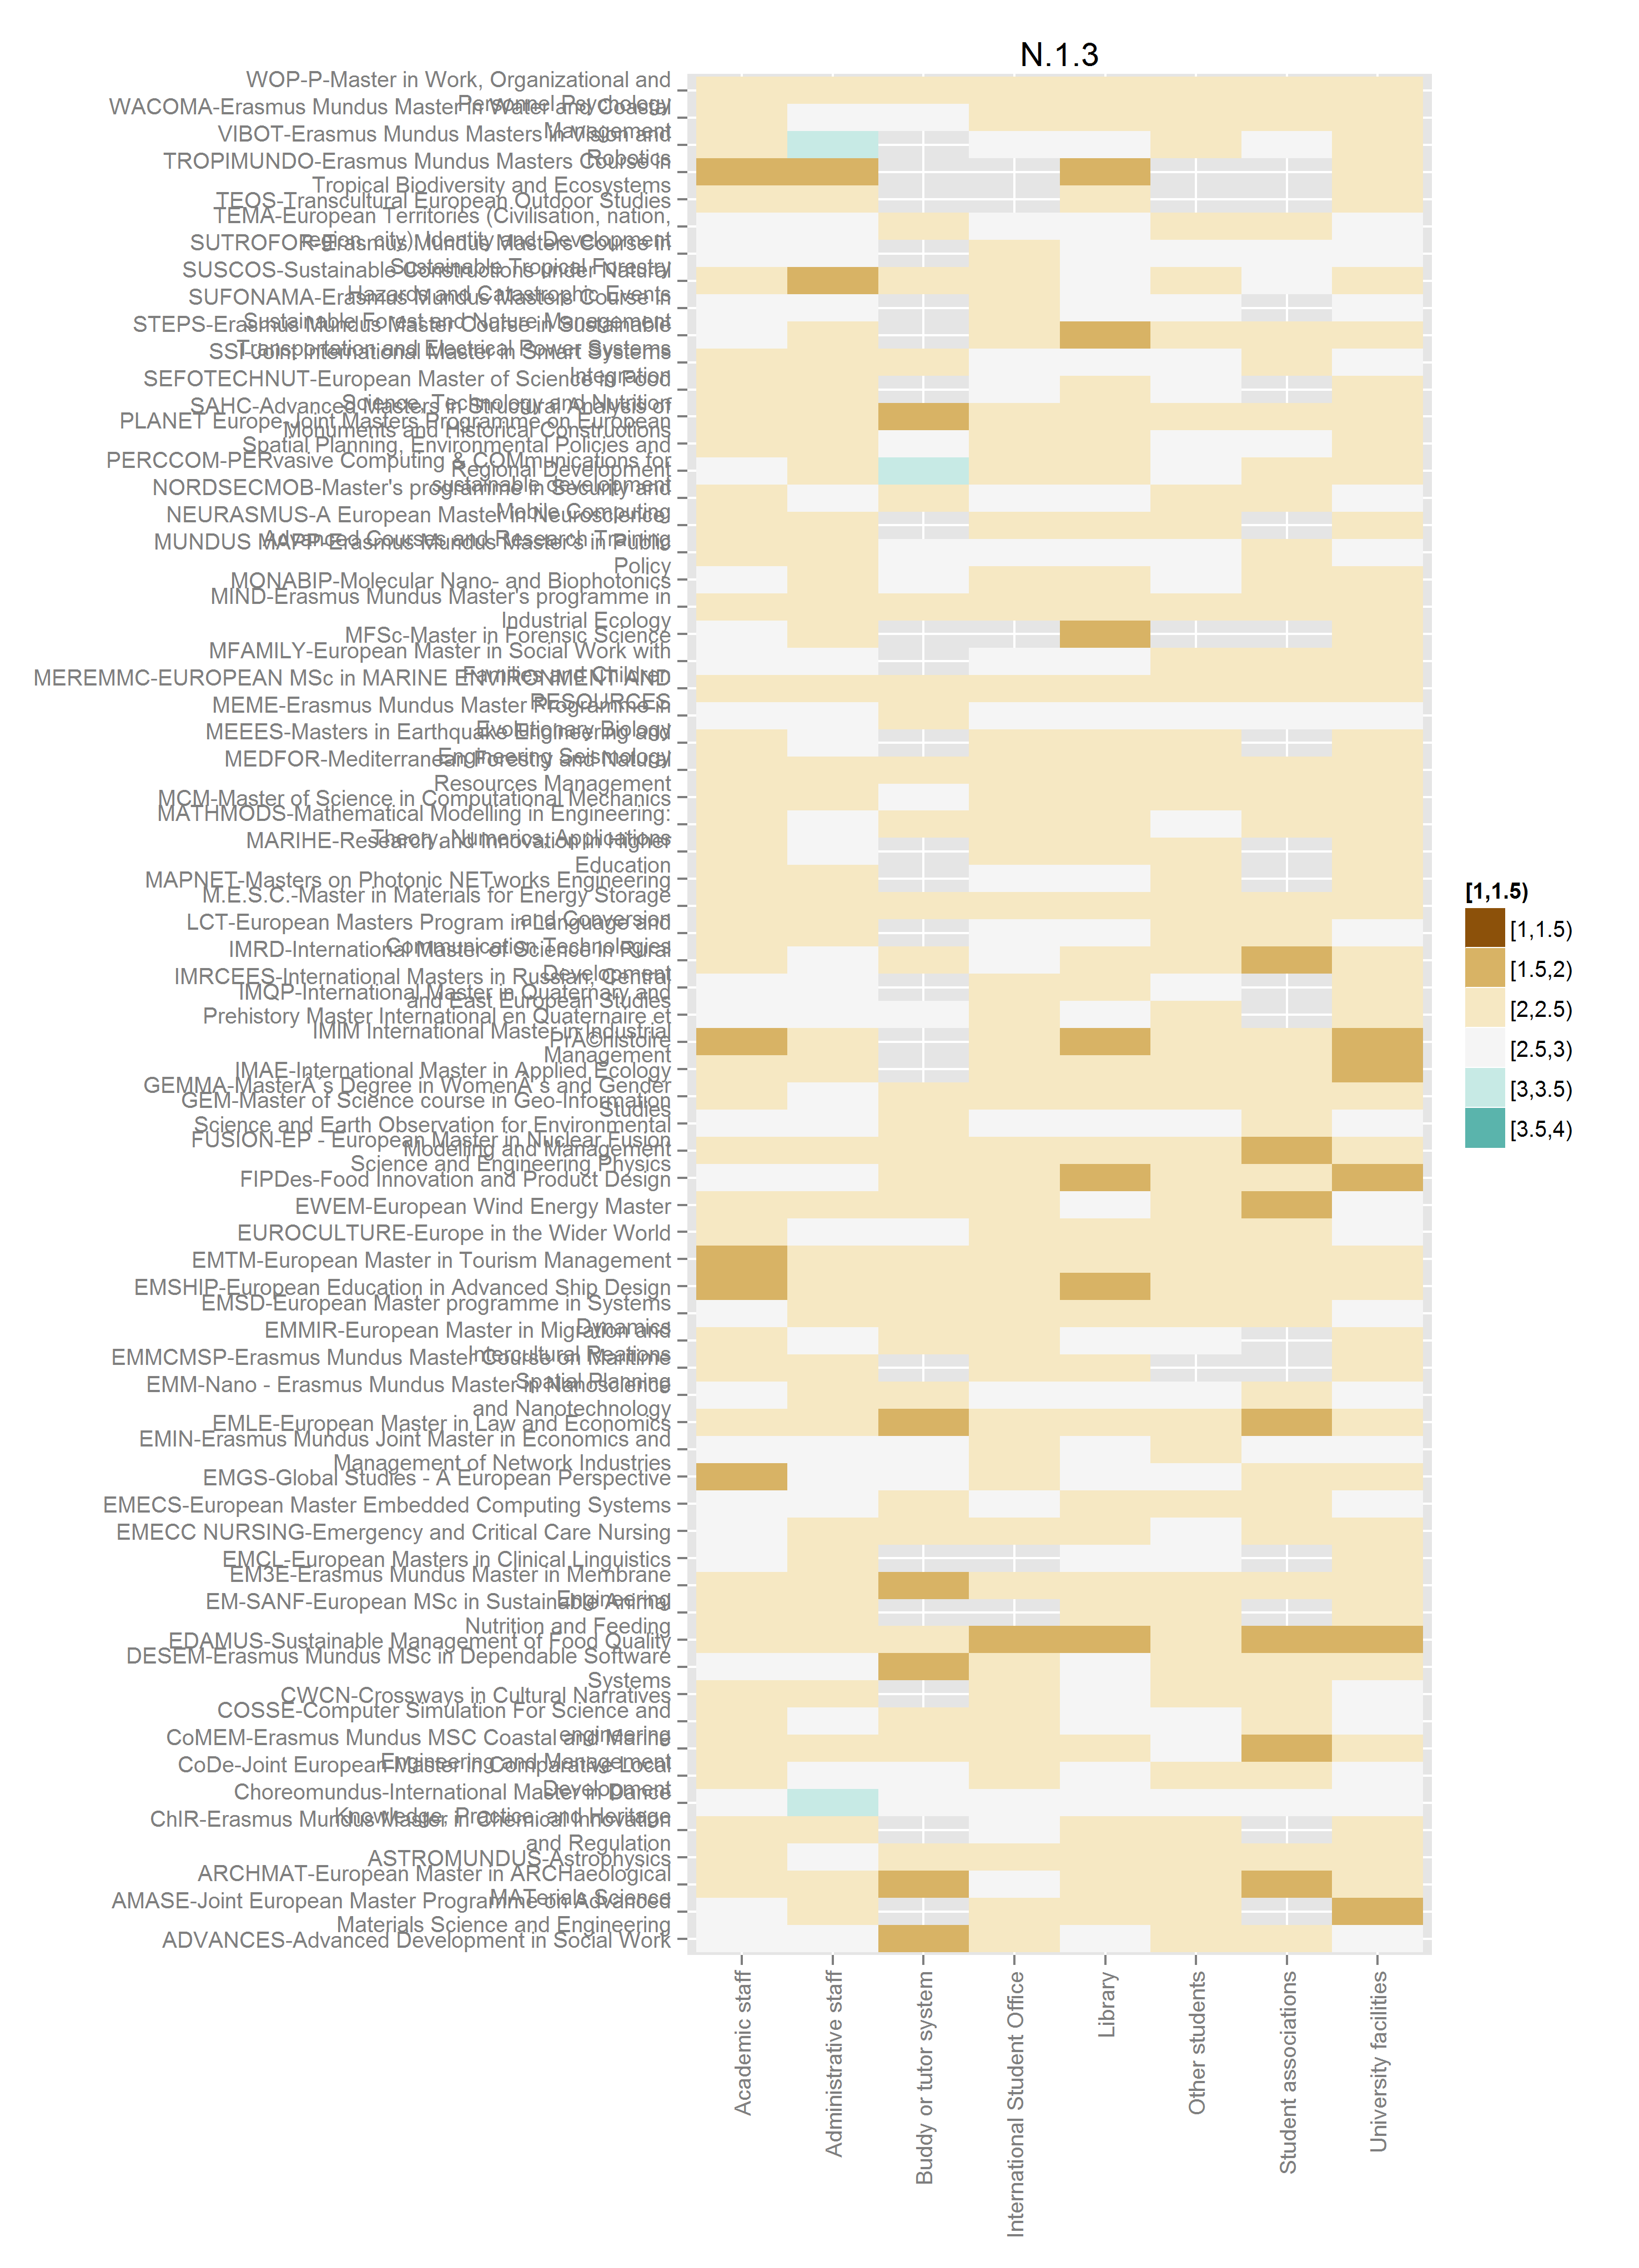 N.1.3
WOP-P-Master in Work, Organizational and
Personnel Psychology
WACOMA-Erasmus Mundus Master in Water and Coastal
Management
VIBOT-Erasmus Mundus Masters in Vision and
Robotics
TROPIMUNDO-Erasmus Mundus Masters Course in
Tropical Biodiversity and Ecosystems
TEOS-Transcultural European Outdoor Studies
TEMA-European Territories (Civilisation, nation,
region, city), Identity and Development
SUTROFOR-Erasmus Mundus Masters Course in
Sustainable Tropical Forestry
SUSCOS-Sustainable Constructions under Natural
Hazards and Catastrophic Events
SUFONAMA-Erasmus Mundus Masters Course in
Sustainable Forest and Nature Management
STEPS-Erasmus Mundus Master Course in Sustainable
Transportation and Electrical Power Systems
SSI-Joint International Master in Smart Systems
Integration
SEFOTECHNUT-European Master of Science in Food
Science, Technology and Nutrition
SAHC-Advanced Masters in Structural Analysis of
Monuments and Historical Constructions
PLANET Europe-Joint Masters Programme on European
Spatial Planning, Environmental Policies and
Regional Development
PERCCOM-PERvasive Computing & COMmunications for
sustainable development
NORDSECMOB-Master's programme in Security and
Mobile Computing
NEURASMUS-A European Master in Neuroscience:
Advanced Courses and Research Training
MUNDUS MAPP-Erasmus Mundus Master's in Public
Policy
MONABIP-Molecular Nano- and Biophotonics
MIND-Erasmus Mundus Master's programme in
Industrial Ecology
MFSc-Master in Forensic Science
MFAMILY-European Master in Social Work with
Families and Children
MEREMMC-EUROPEAN MSc in MARINE ENVIRONMENT AND
RESOURCES
MEME-Erasmus Mundus Master Programme in
Evolutionary Biology
MEEES-Masters in Earthquake Engineering and
Engineering Seismology
MEDFOR-Mediterranean Forestry and Natural
Resources Management
MCM-Master of Science in Computational Mechanics
MATHMODS-Mathematical Modelling in Engineering:
Theory, Numerics, Applications
MARIHE-Research and Innovation in Higher
Education
MAPNET-Masters on Photonic NETworks Engineering
M.E.S.C.-Master in Materials for Energy Storage
and Conversion
LCT-European Masters Program in Language and
Communication Technologies
IMRD-International Master of Science in Rural
Development
IMRCEES-International Masters in Russian, Central
and East European Studies
IMQP-International Master in Quaternary and
Prehistory Master International en Quaternaire et
PrÃ©histoire
IMIM International Master in Industrial
Management
IMAE-International Master in Applied Ecology
GEMMA-MasterÂ´s Degree in WomenÂ´s and Gender
Studies
GEM-Master of Science course in Geo-Information
Science and Earth Observation for Environmental
Modelling and Management
FUSION-EP - European Master in Nuclear Fusion
Science and Engineering Physics
FIPDes-Food Innovation and Product Design
EWEM-European Wind Energy Master
EUROCULTURE-Europe in the Wider World
EMTM-European Master in Tourism Management
EMSHIP-European Education in Advanced Ship Design
EMSD-European Master programme in Systems
Dynamics
EMMIR-European Master in Migration and
Intercultural Reations
EMMCMSP-Erasmus Mundus Master Course on Maritime
Spatial Planning
EMM-Nano - Erasmus Mundus Master in Nanoscience
and Nanotechnology
EMLE-European Master in Law and Economics
EMIN-Erasmus Mundus Joint Master in Economics and
Management of Network Industries
EMGS-Global Studies - A European Perspective
EMECS-European Master Embedded Computing Systems
EMECC NURSING-Emergency and Critical Care Nursing
EMCL-European Masters in Clinical Linguistics
EM3E-Erasmus Mundus Master in Membrane
Engineering
EM-SANF-European MSc in Sustainable Animal
Nutrition and Feeding
EDAMUS-Sustainable Management of Food Quality
DESEM-Erasmus Mundus MSc in Dependable Software
Systems
CWCN-Crossways in Cultural Narratives
COSSE-Computer Simulation For Science and
engineering
CoMEM-Erasmus Mundus MSC Coastal and Marine
Engineering and Management
CoDe-Joint European Master in Comparative Local
Development
Choreomundus-International Master in Dance
Knowledge, Practice, and Heritage
ChIR-Erasmus Mundus Master in Chemical Innovation
and Regulation
ASTROMUNDUS-Astrophysics
ARCHMAT-European Master in ARCHaeological
MATerials Science
AMASE-Joint European Master Programme on Advanced
Materials Science and Engineering
ADVANCES-Advanced Development in Social Work
Academic staff
Administrative staff
Buddy or tutor system
International Student Office
Library
Other students
Student associations
University facilities
[1,1.5)
[1,1.5)
[1.5,2)
[2,2.5)
[2.5,3)
[3,3.5)
[3.5,4)